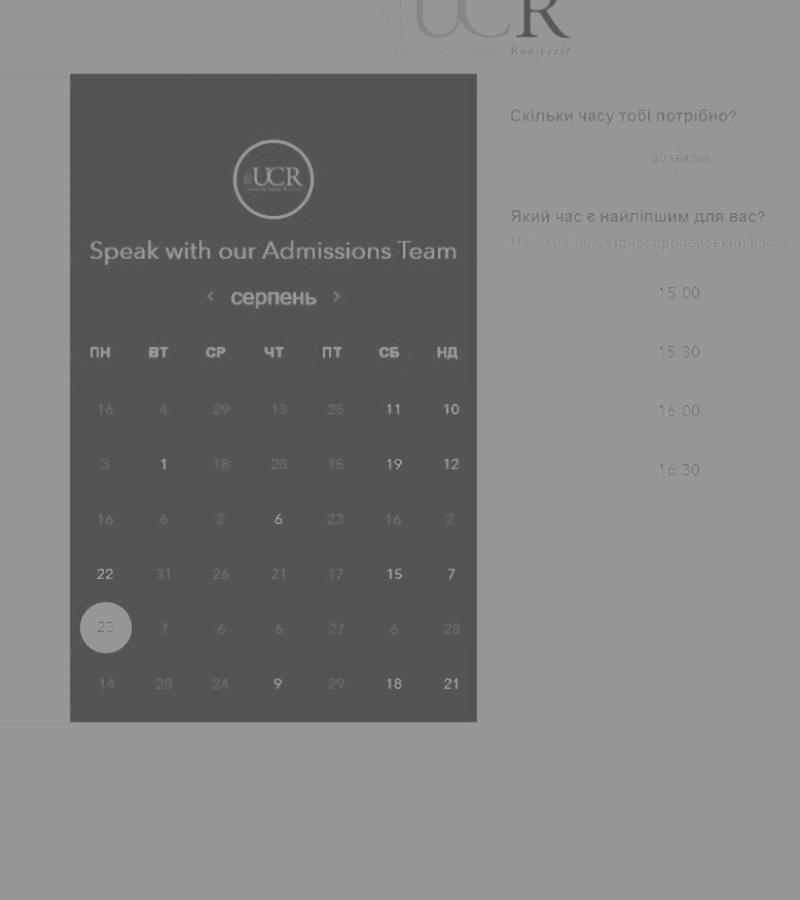 UCR
University College Roosevelt
UCR
Speak with our Admissions Team
‹ серпень ›
ПН ВТ СР ЧТ ПТ СБ НД
16 4 29 13 25 11 10
3 1 18 28 15 19 12
16 6 2 6 23 16 2
22 31 26 21 17 15 7
23 7 6 6 27 6 28
14 28 24 9 29 18 21
Скільки часу тобі потрібно?
30 хвилин
Який час є найліпшим для вас?
+03:00 Східноєвропейський час
15:00
15:30
16:00
16:30